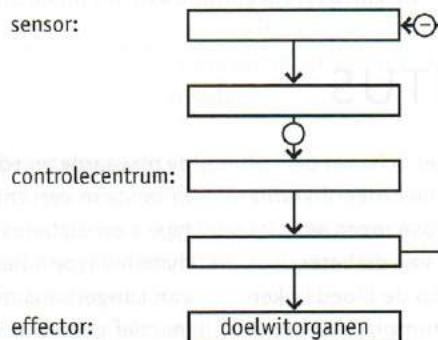 sensor:
−
controlecentrum:
effector:
doelwitorganen